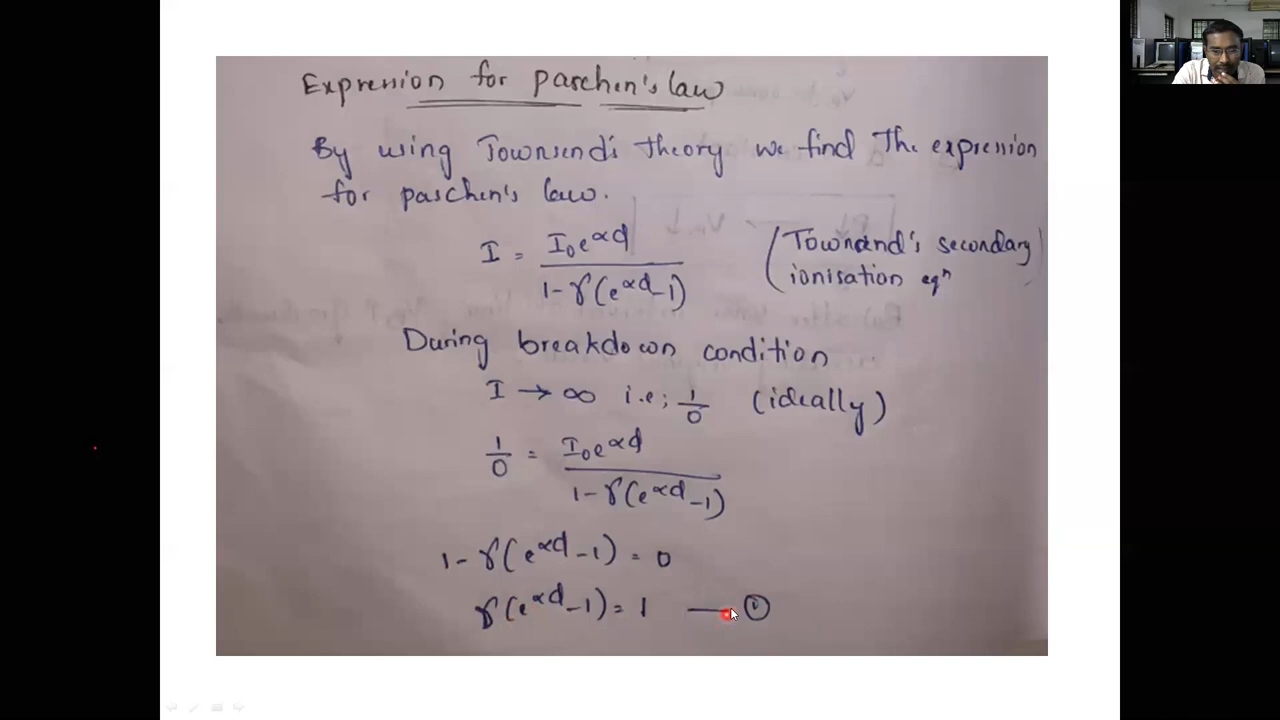 Expression for paschen's law
By using Townsend's theory we find the expression
for paschen's law.
I = I₀e^αd / 1-γ(e^αd-1) (Townsend's secondary ionisation eqⁿ
During breakdown condition
I → ∞ i.e; 1/0 (ideally)
1/0 = I₀e^αd / 1-γ(e^αd-1)
1-γ(e^αd-1) = 0
γ(e^αd-1) = 1 — ①